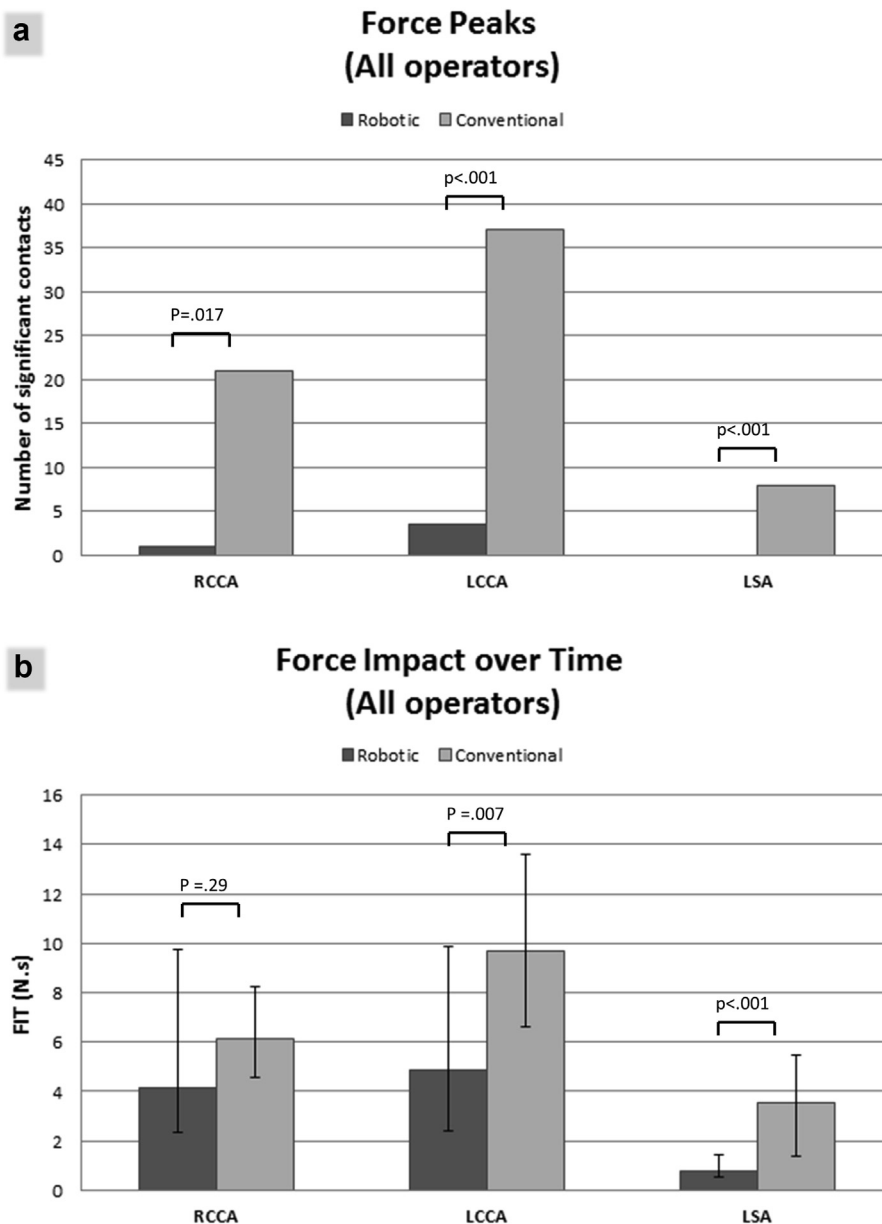 a
Force Peaks
(All operators)
Robotic Conventional
Number of significant contacts
45
40
35
30
25
20
15
10
5
0
P=.017
p<.001
p<.001
RCCA LCCA LSA
b
Force Impact over Time
(All operators)
Robotic Conventional
FIT (N.s)
16
14
12
10
8
6
4
2
0
P =.29
P =.007
p<.001
RCCA LCCA LSA